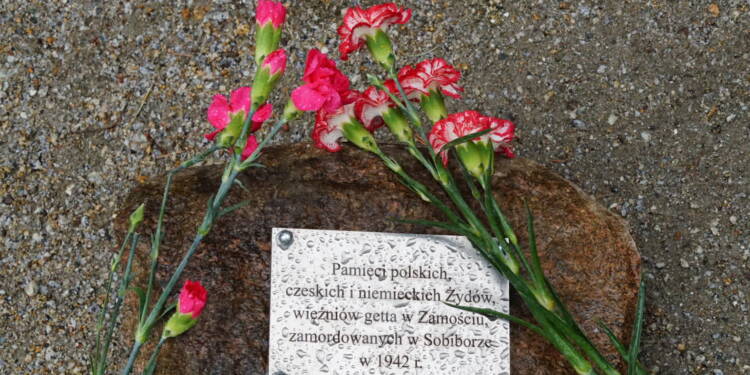 Pamięci polskich,
czeskich i niemieckich Żydów,
więźniów getta w Zamościu,
zamordowanych w Sobiborze
w 1942 r.